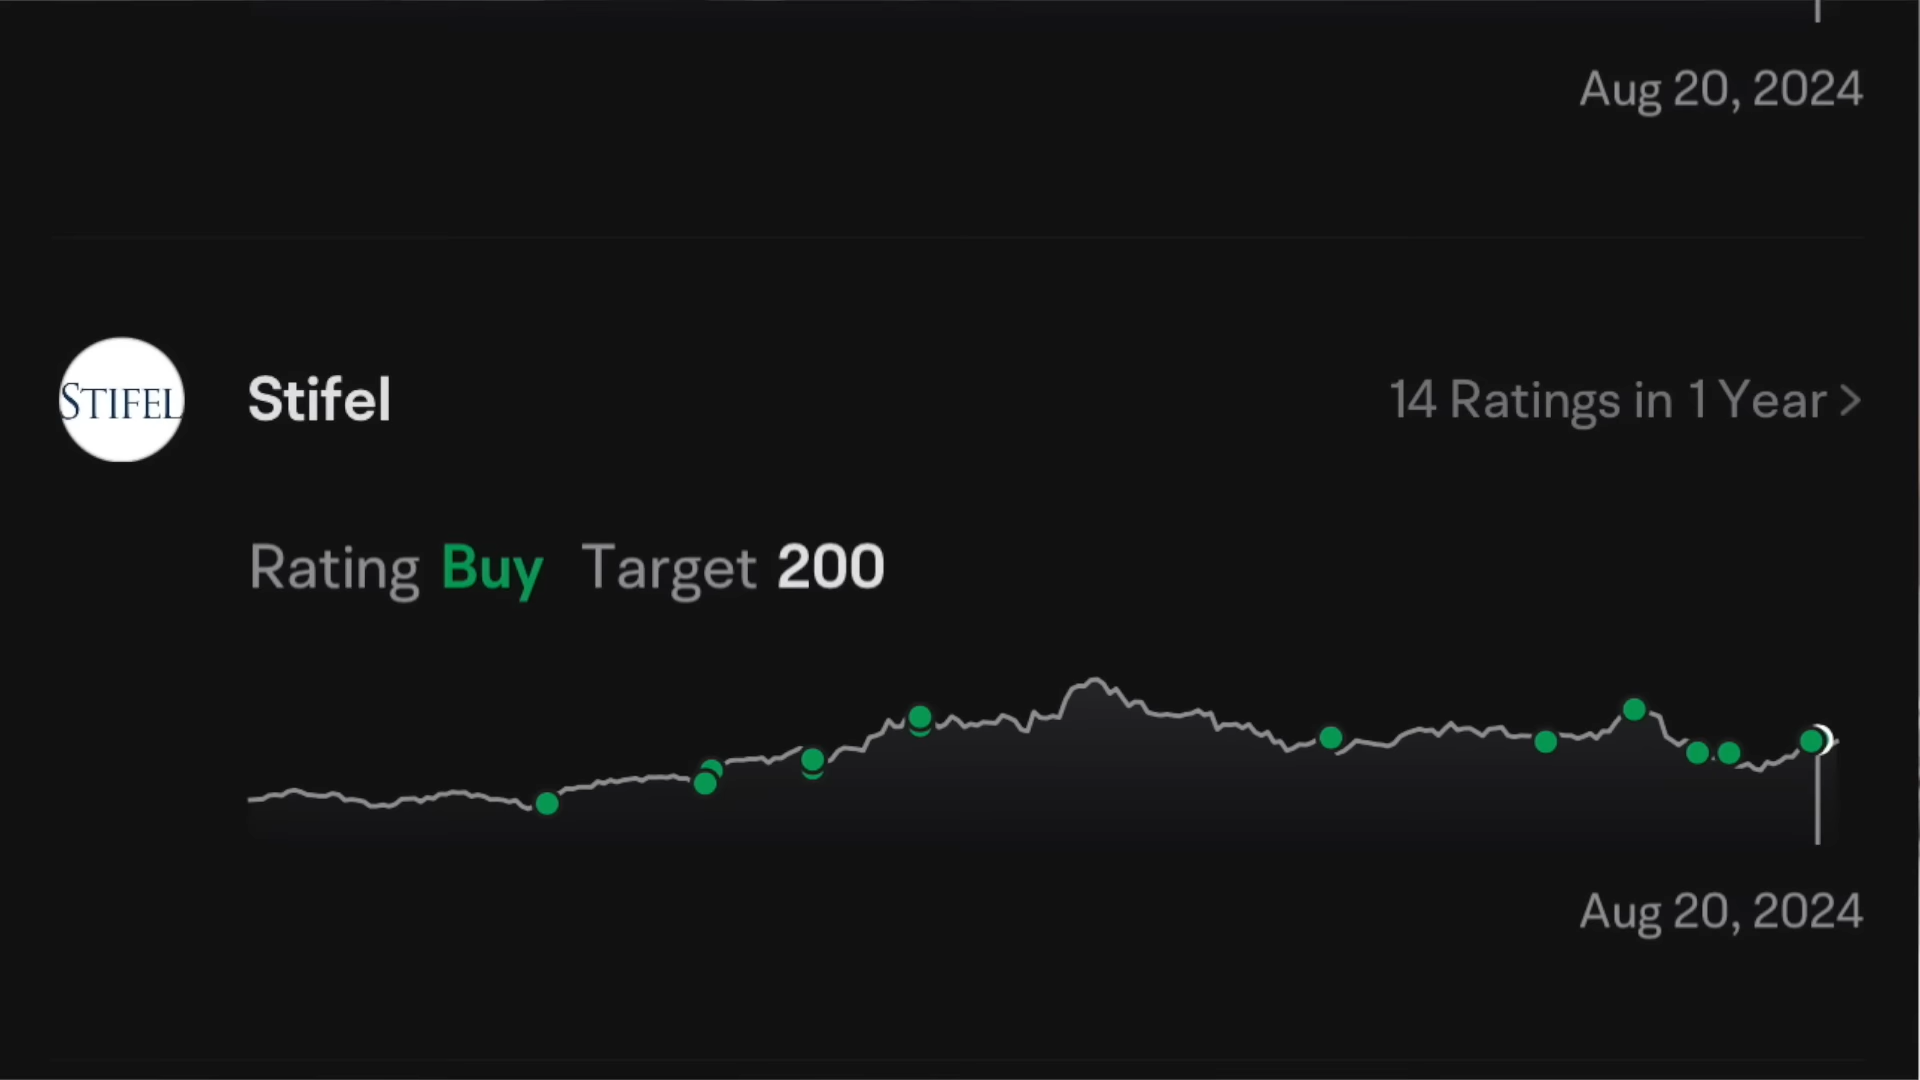 Aug 20, 2024
STIFEL
Stifel
14 Ratings in 1 Year >
Rating Buy Target 200
Aug 20, 2024